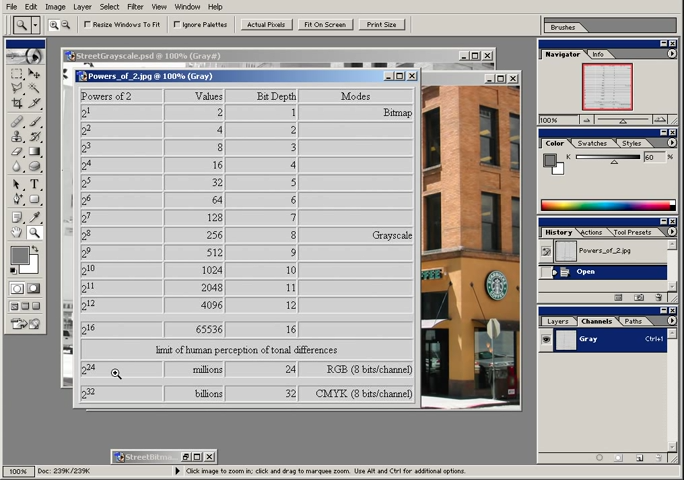 File Edit Image Layer Select Filter View Window Help
Resize Windows To Fit Ignore Palettes Actual Pixels Fit On Screen Print Size
Brushes
StreetGrayscale.psd @ 100% (Gray#)
Powers_of_2.jpg @ 100% (Gray)
Powers of 2 Values Bit Depth Modes
2¹ 2 1 Bitmap
2² 4 2
2³ 8 3
2⁴ 16 4
2⁵ 32 5
2⁶ 64 6
2⁷ 128 7
2⁸ 256 8 Grayscale
2⁹ 512 9
2¹⁰ 1024 10
2¹¹ 2048 11
2¹² 4096 12
2¹⁶ 65536 16
limit of human perception of tonal differences
2²⁴ millions 24 RGB (8 bits/channel)
2³² billions 32 CMYK (8 bits/channel)
Navigator Info
100%
Color Swatches Styles
K 60 %
History Actions Tool Presets
Powers_of_2.jpg
Open
Layers Channels Paths
Gray Ctrl+1
StreetBitm...
100% Doc: 239K/239K Click image to zoom in; click and drag to marquee zoom. Use Alt and Ctrl for additional options.